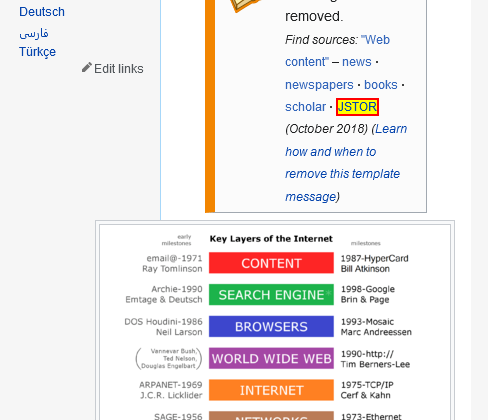 Deutsch
فارسی
Türkçe
Edit links
removed.
Find sources: "Web
content" – news ·
newspapers · books ·
scholar · JSTOR
(October 2018) (Learn
how and when to
remove this template
message)
early
milestones
Key Layers of the Internet
milestones
email@-1971
Ray Tomlinson
CONTENT
1987-HyperCard
Bill Atkinson
Archie-1990
Emtage & Deutsch
SEARCH ENGINE
1998-Google
Brin & Page
DOS Houdini-1986
Neil Larson
BROWSERS
1993-Mosaic
Marc Andreessen
(Vannevar Bush,
Ted Nelson,
Douglas Engelbart)
WORLD WIDE WEB
1990-http://
Tim Berners-Lee
ARPANET-1969
J.C.R. Licklider
INTERNET
1975-TCP/IP
Cerf & Kahn
SAGE-1956
NETWORKS
1973-Ethernet